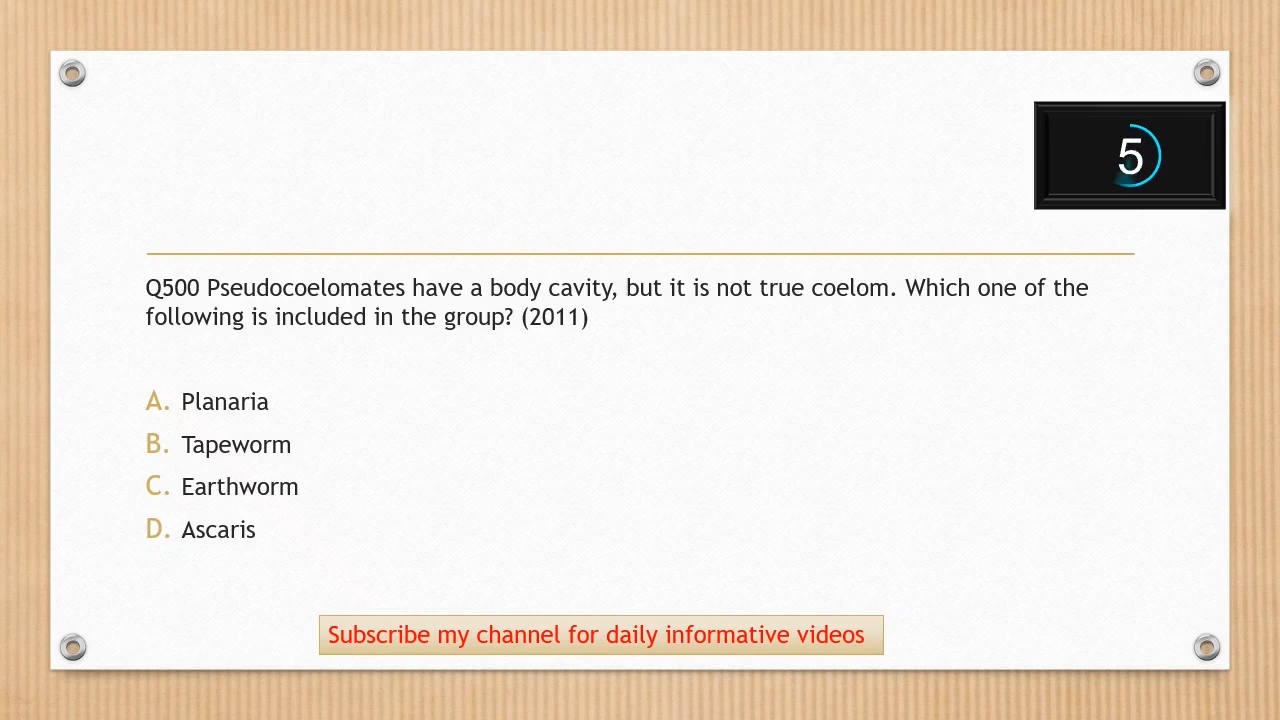 5
Q500 Pseudocoelomates have a body cavity, but it is not true coelom. Which one of the
following is included in the group? (2011)
A. Planaria
B. Tapeworm
C. Earthworm
D. Ascaris
Subscribe my channel for daily informative videos